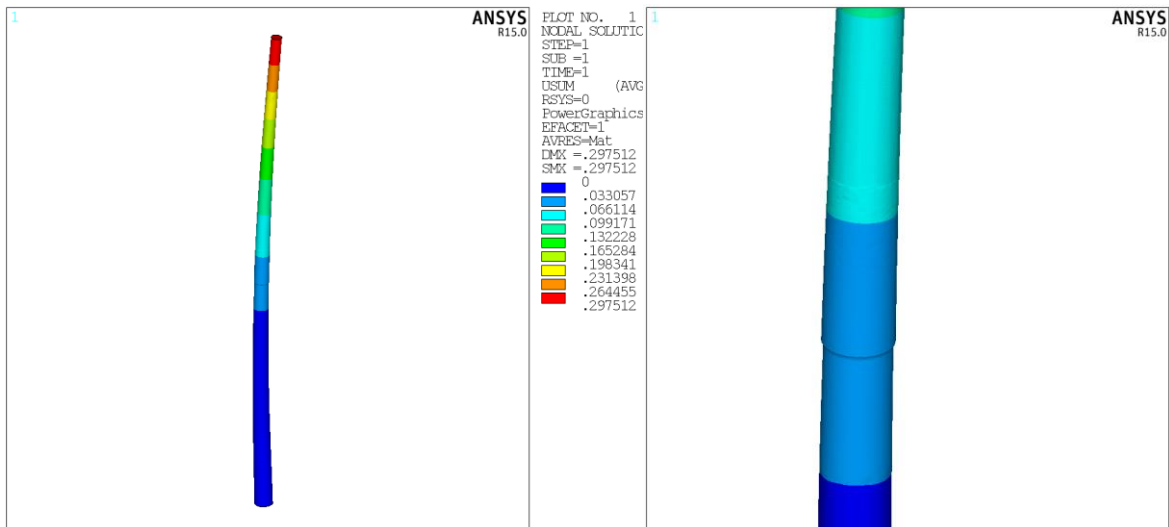 1
ANSYS
R15.0
PLOT NO. 1
NODAL SOLUTIO
STEP=1
SUB =1
TIME=1
USUM (AVG
RSYS=0
PowerGraphics
EFACET=1
AVRES=Mat
DMX =.297512
SMX =.297512
0
.033057
.066114
.099171
.132228
.165284
.198341
.231398
.264455
.297512
1
ANSYS
R15.0